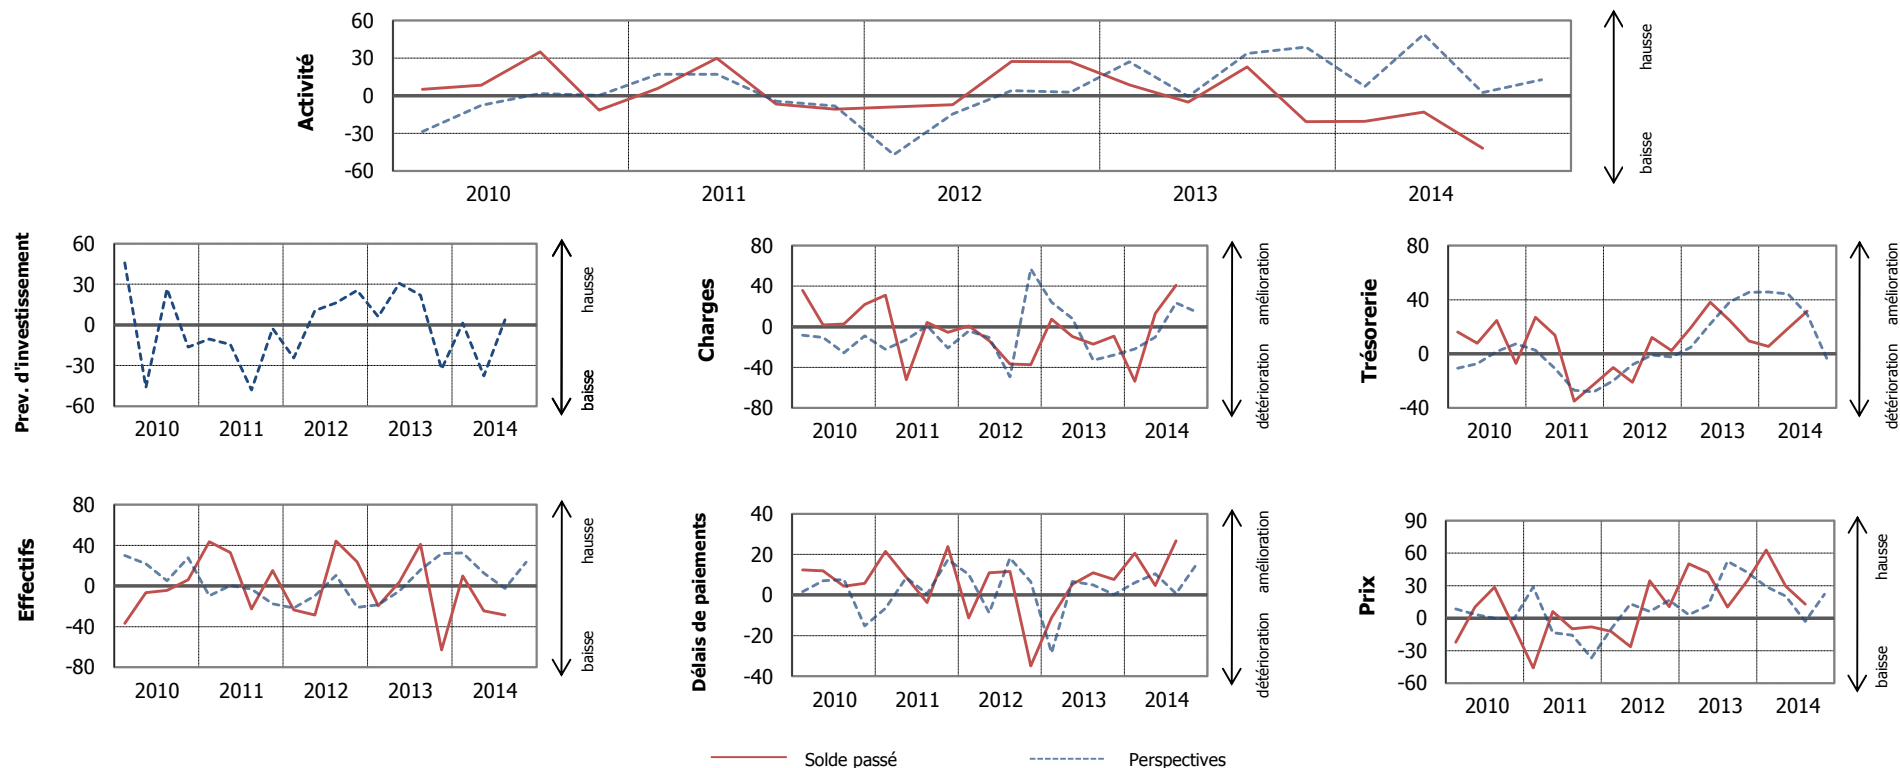 Activité
60
30
0
-30
-60
2010 2011 2012 2013 2014
hausse
baisse
Prev. d'investissement
60
30
0
-30
-60
2010 2011 2012 2013 2014
hausse
baisse
Charges
80
40
0
-40
-80
2010 2011 2012 2013 2014
amélioration
détérioration
Trésorerie
80
40
0
-40
2010 2011 2012 2013 2014
amélioration
détérioration
Effectifs
80
40
0
-40
-80
2010 2011 2012 2013 2014
hausse
baisse
Délais de paiements
40
20
0
-20
-40
2010 2011 2012 2013 2014
amélioration
détérioration
Prix
90
60
30
0
-30
-60
2010 2011 2012 2013 2014
hausse
baisse
Solde passé Perspectives